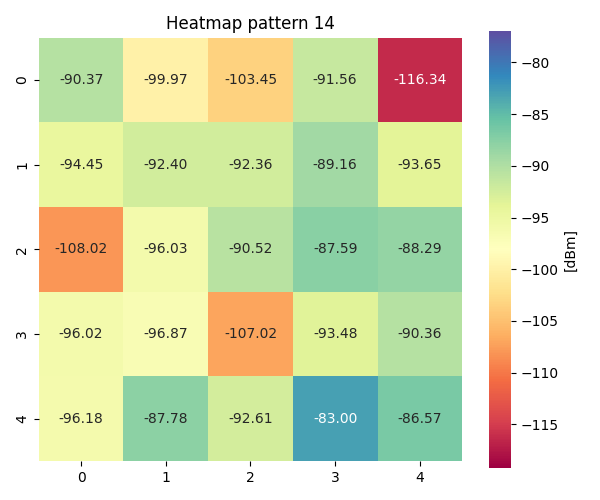 Heatmap pattern 14
0 -90.37 -99.97 -103.45 -91.56 -116.34
1 -94.45 -92.40 -92.36 -89.16 -93.65
2 -108.02 -96.03 -90.52 -87.59 -88.29
3 -96.02 -96.87 -107.02 -93.48 -90.36
4 -96.18 -87.78 -92.61 -83.00 -86.57
0 1 2 3 4
−80
−85
−90
−95
−100
−105
−110
−115
[dBm]